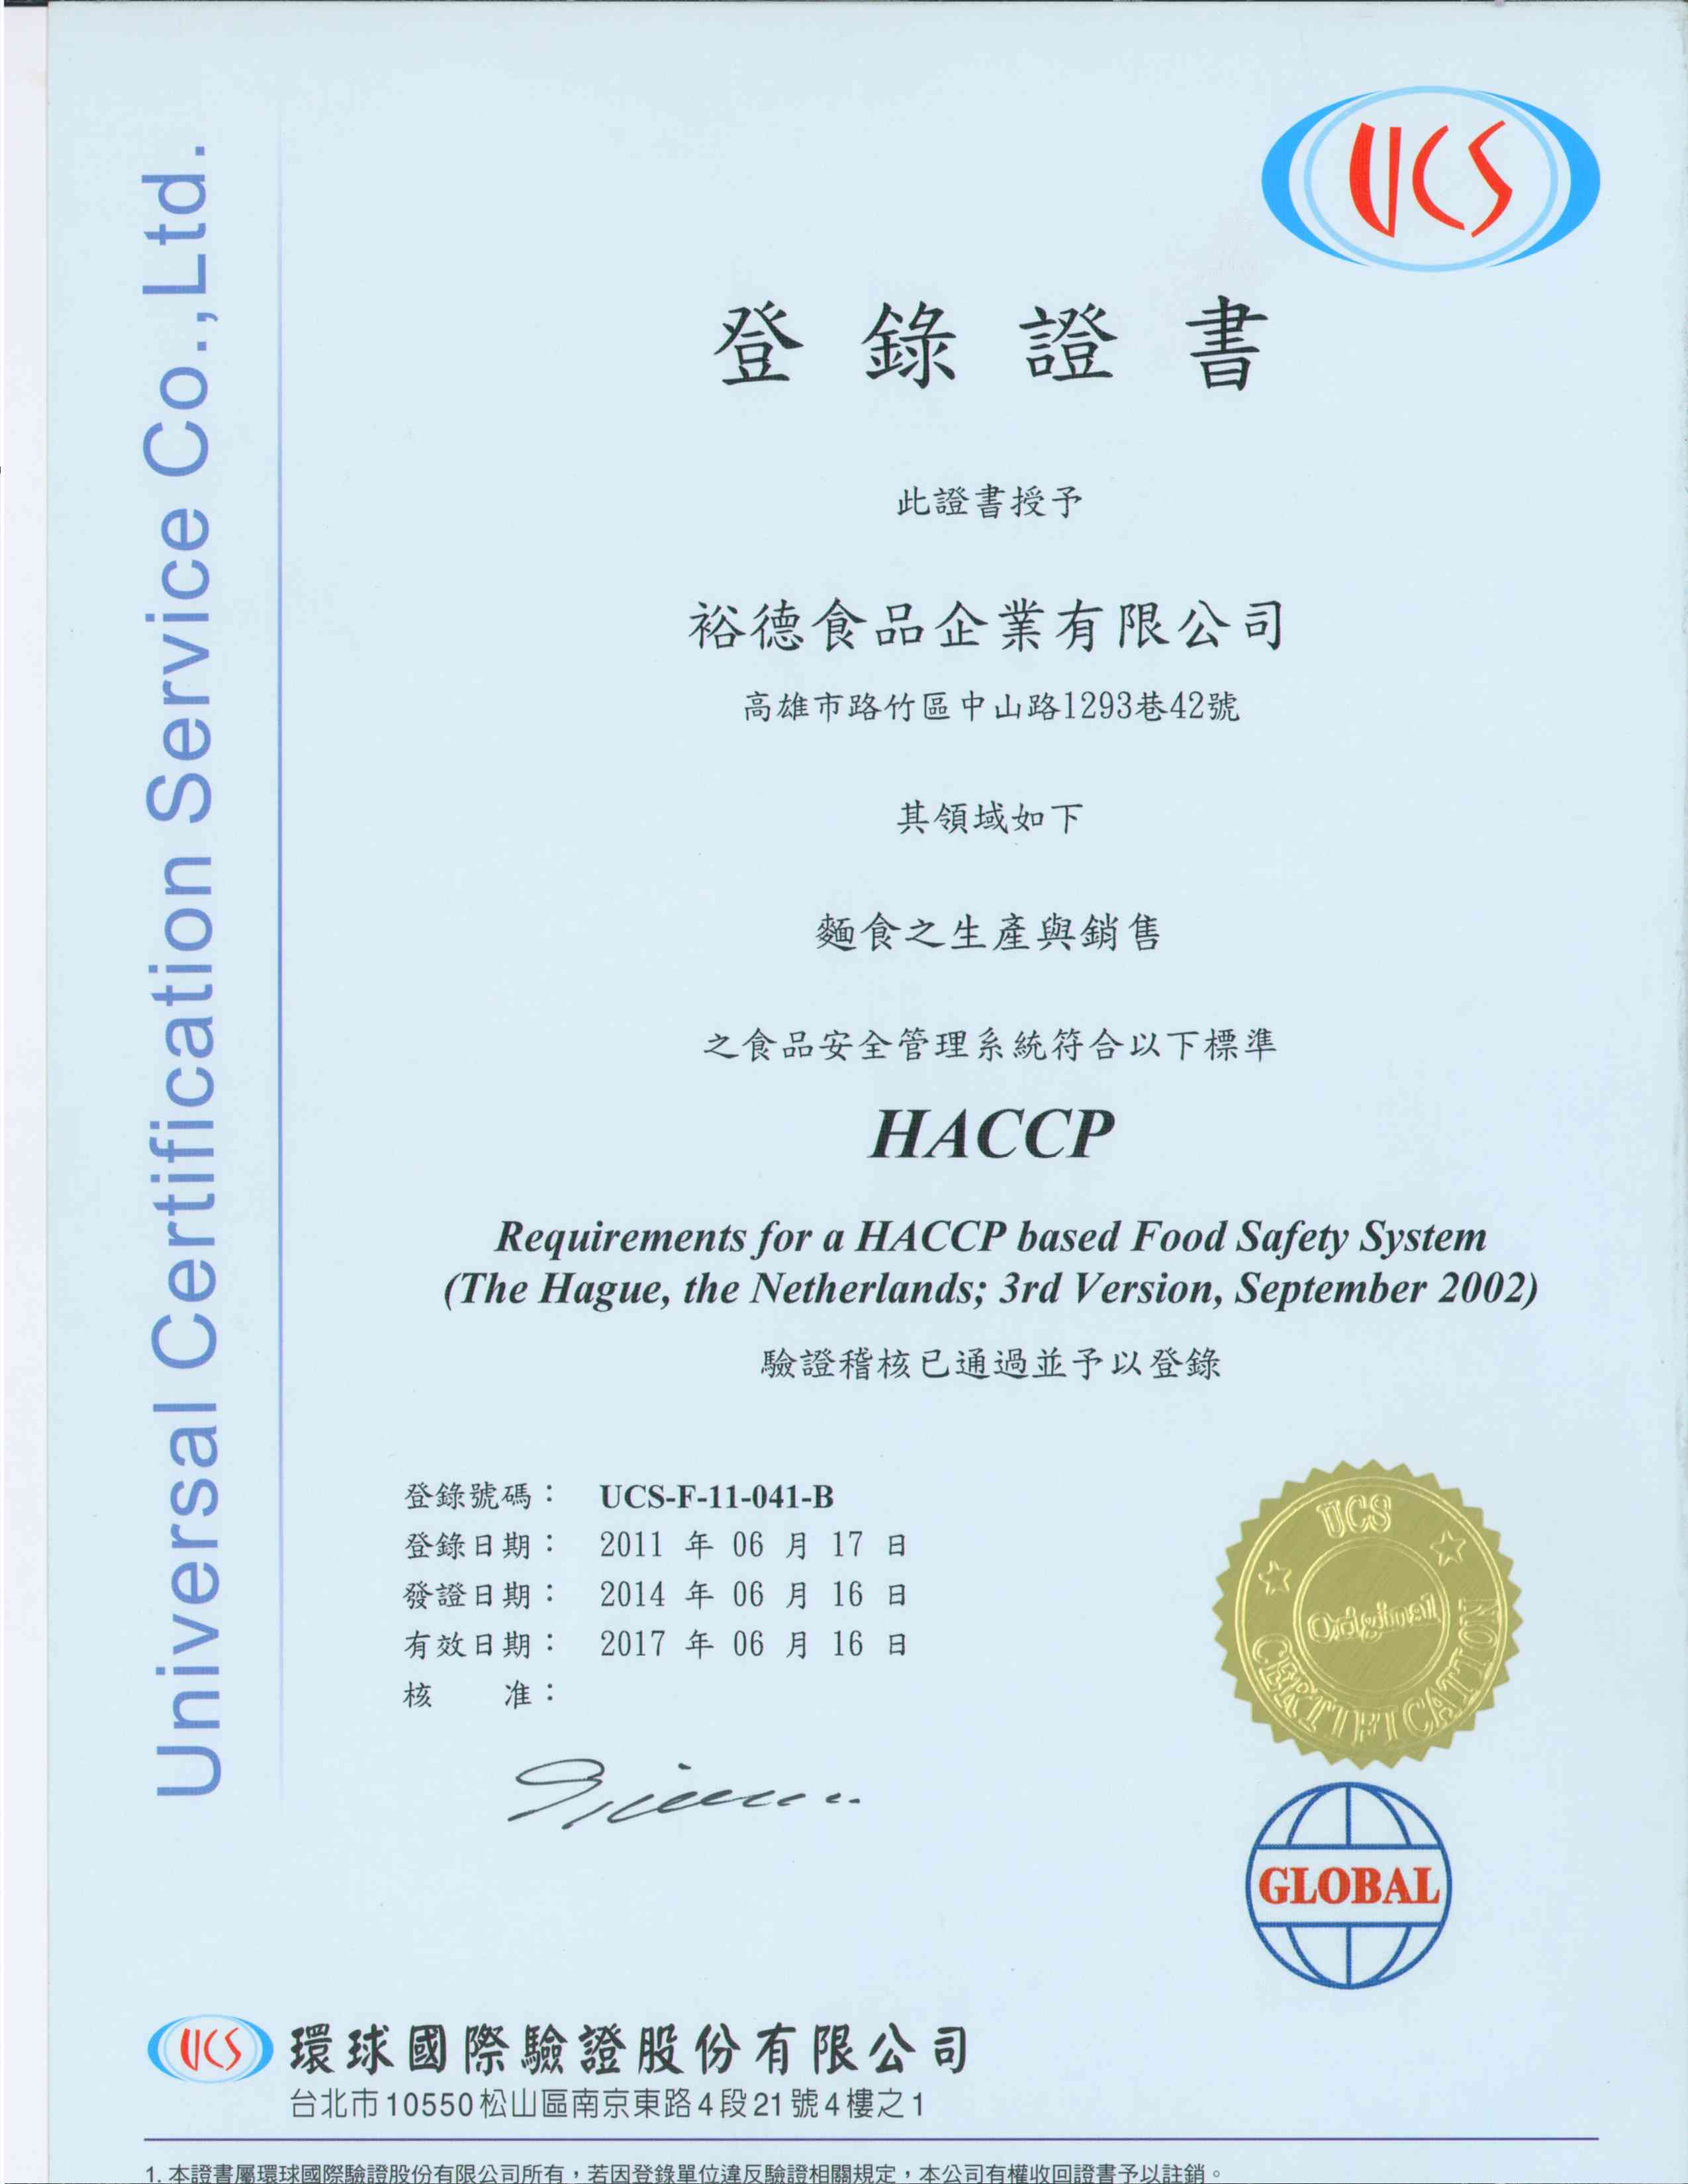 Universal Certification Service Co.,Ltd.
UCS
登錄證書
此證書授予
裕德食品企業有限公司
高雄市路竹區中山路1293巷42號
其領域如下
麵食之生產與銷售
之食品安全管理系統符合以下標準
HACCP
Requirements for a HACCP based Food Safety System
(The Hague, the Netherlands; 3rd Version, September 2002)
驗證稽核已通過並予以登錄
登錄號碼： UCS-F-11-041-B
登錄日期： 2011 年 06 月 17 日
發證日期： 2014 年 06 月 16 日
有效日期： 2017 年 06 月 16 日
核 准：
UCS
Original
CERTIFICATION
GLOBAL
UCS 環球國際驗證股份有限公司
台北市10550松山區南京東路4段21號4樓之1
1. 本證書屬環球國際驗證股份有限公司所有，若因登錄單位違反驗證相關規定，本公司有權收回證書予以註銷。